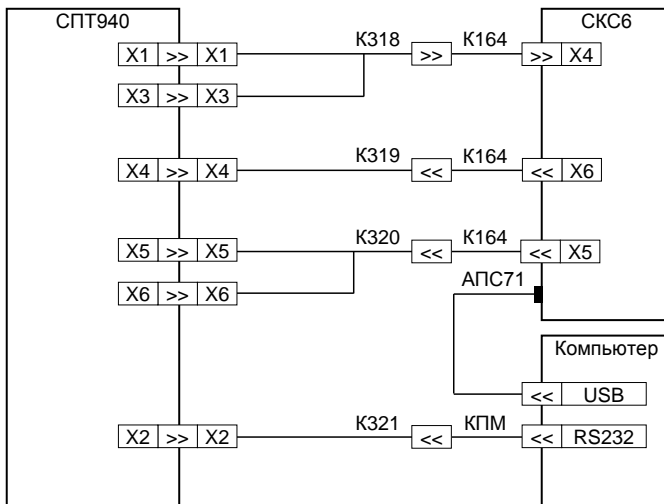 СПТ940 СКС6
X1 >> X1 К318 >> К164 >> X4
X3 >> X3
X4 >> X4 К319 << К164 << X6
X5 >> X5 К320 << К164 << X5
X6 >> X6 АПС71
Компьютер
<< USB
X2 >> X2 К321 << КПМ << RS232